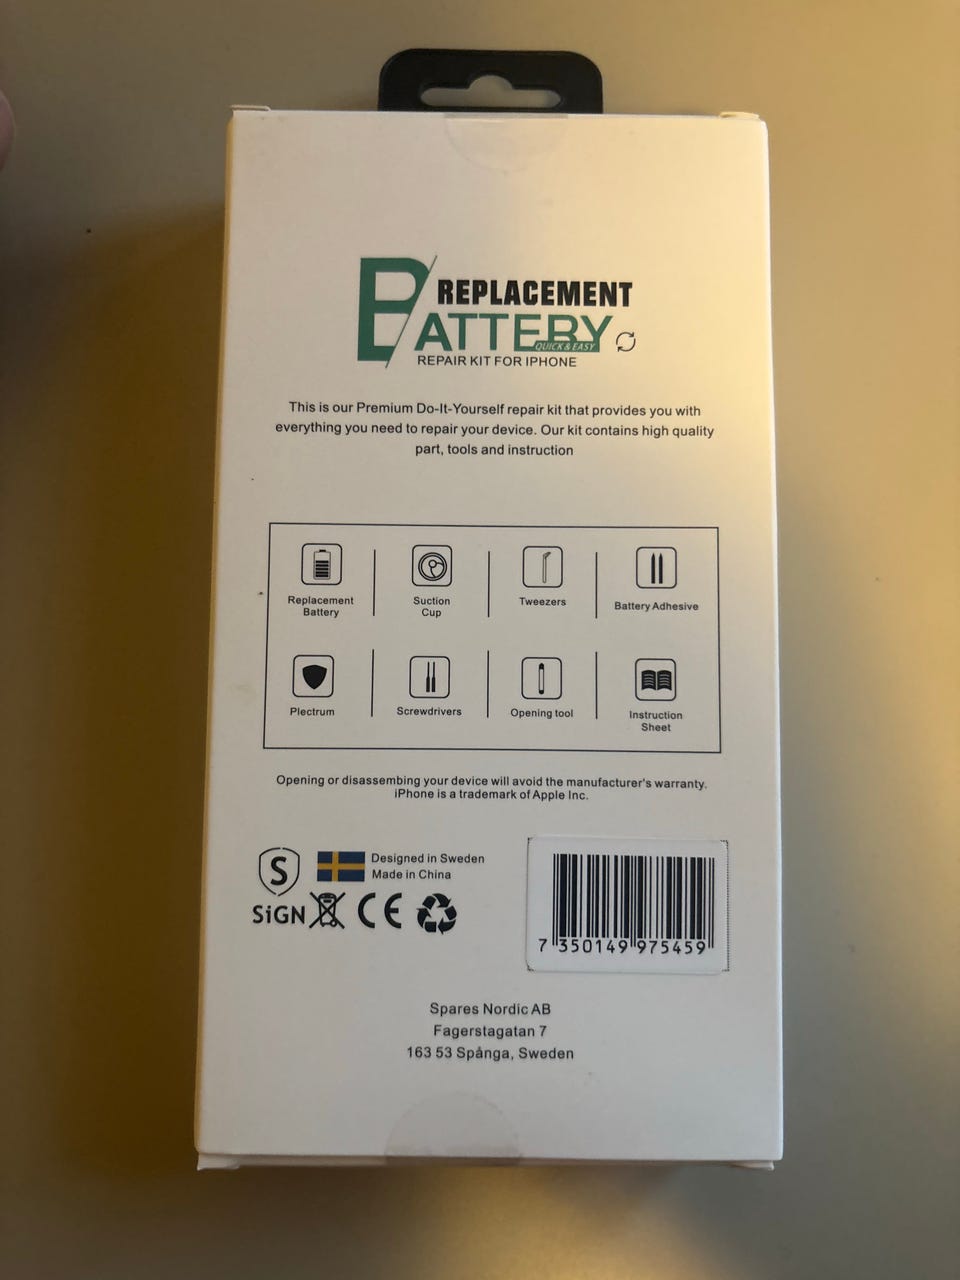 REPLACEMENT
BATTERY
QUICK & EASY
REPAIR KIT FOR IPHONE
This is our Premium Do-It-Yourself repair kit that provides you with
everything you need to repair your device. Our kit contains high quality
part, tools and instruction
Replacement
Battery
Suction
Cup
Tweezers
Battery Adhesive
Plectrum
Screwdrivers
Opening tool
Instruction
Sheet
Opening or disassembing your device will avoid the manufacturer's warranty.
iPhone is a trademark of Apple Inc.
S
SiGN
Designed in Sweden
Made in China
CE
7 350149 975459
Spares Nordic AB
Fagerstagatan 7
163 53 Spånga, Sweden